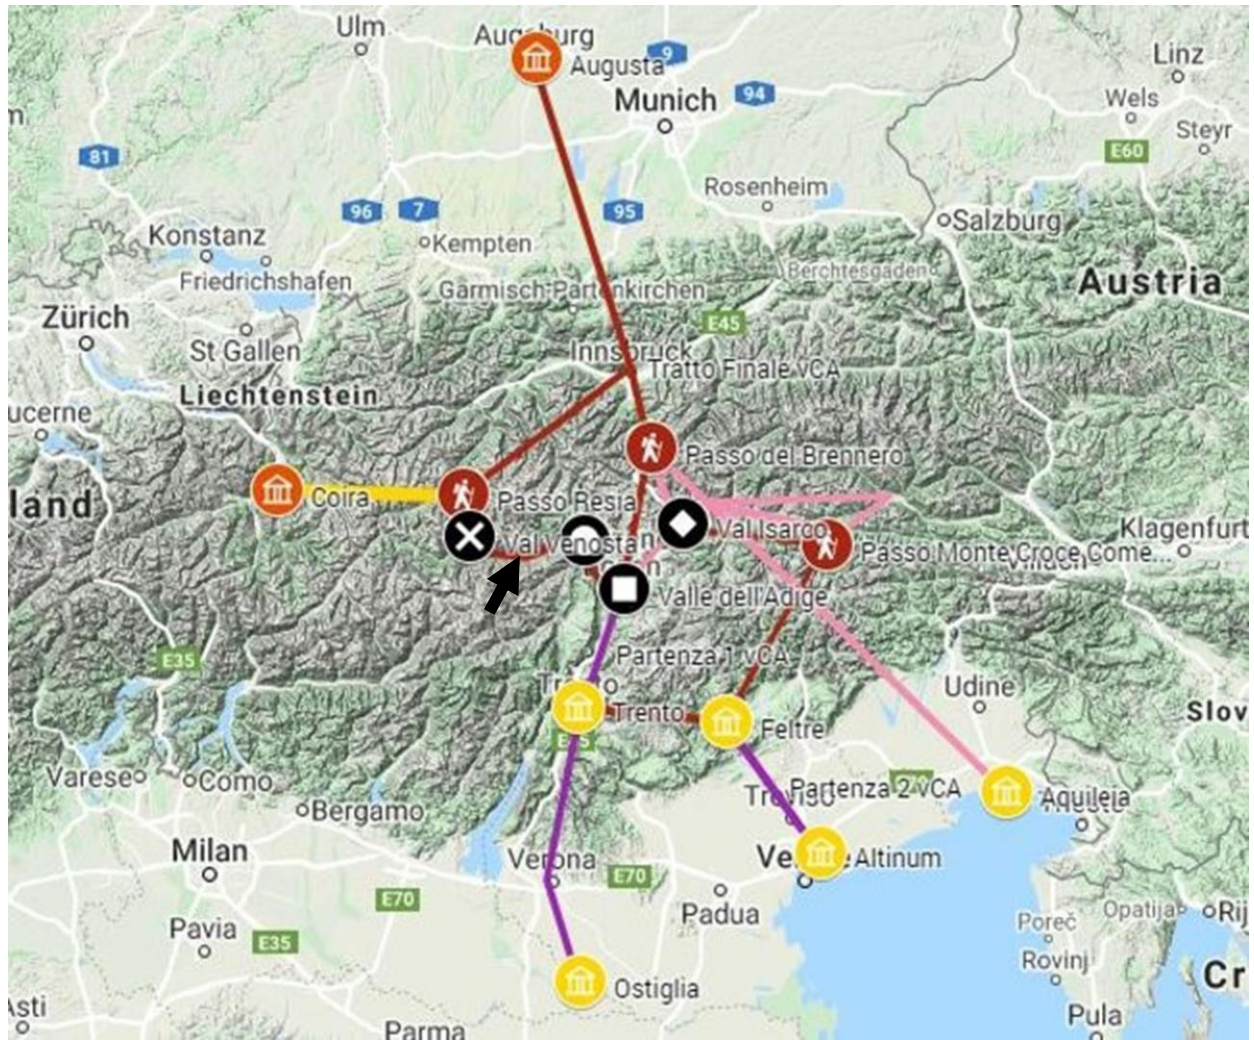 Ulm
Augsburg
Augusta
9
Linz
Munich
94
Wels
Steyr
81
E60
Rosenheim
96
7
95
Salzburg
Konstanz
Kempten
Friedrichshafen
Berchtesgaden
Garmisch-Partenkirchen
Austria
Zürich
E45
St Gallen
Innsbruck
Tratto Finale vCA
Liechtenstein
ucerne
Passo del Brennero
Coira
Passo Resia
land
Val Isarco
Klagenfurt
Val Venosta
Passo Monte Croce Come...
Villach
Valle dell'Adige
Partenza 1 vCA
E35
Trento
Udine
Trento
Feltre
Slov
Varese
Como
Partenza 2 vCA
Treviso
Aquileia
Bergamo
Milan
Verona
Altinum
E70
E70
Padua
Pavia
E35
Poreč
Opatija
Rij
Rovinj
Cr
Ostiglia
Asti
Parma
Pula